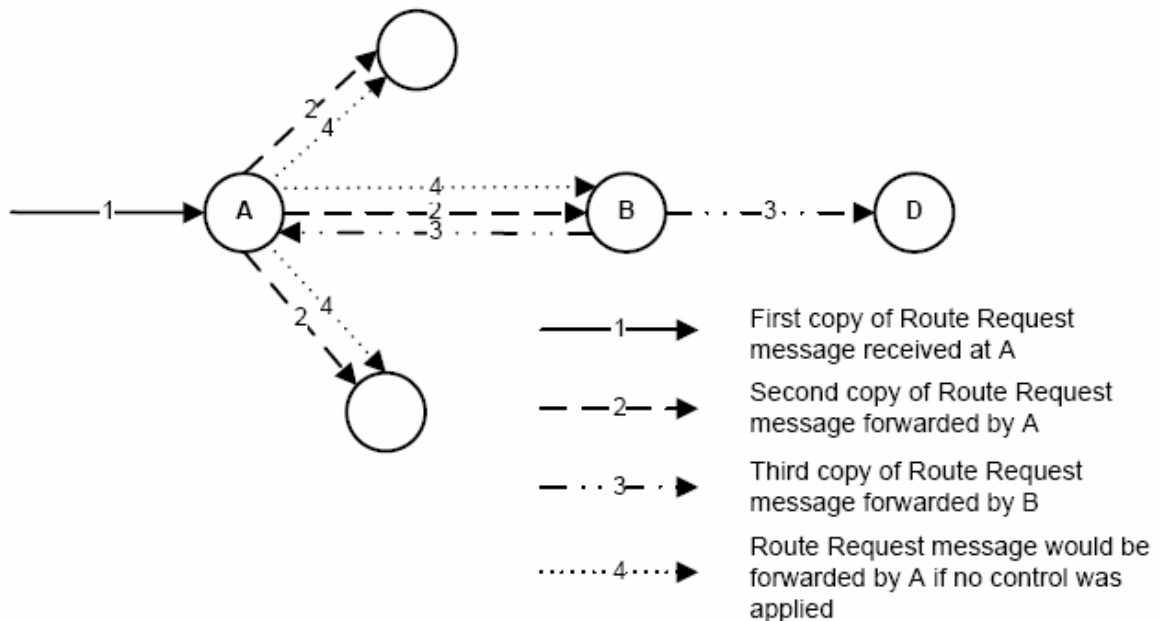 2
4
4
1
A
2
B
3
D
3
4
2
1
First copy of Route Request
message received at A
2
Second copy of Route Request
message forwarded by A
3
Third copy of Route Request
message forwarded by B
4
Route Request message would be
forwarded by A if no control was
applied